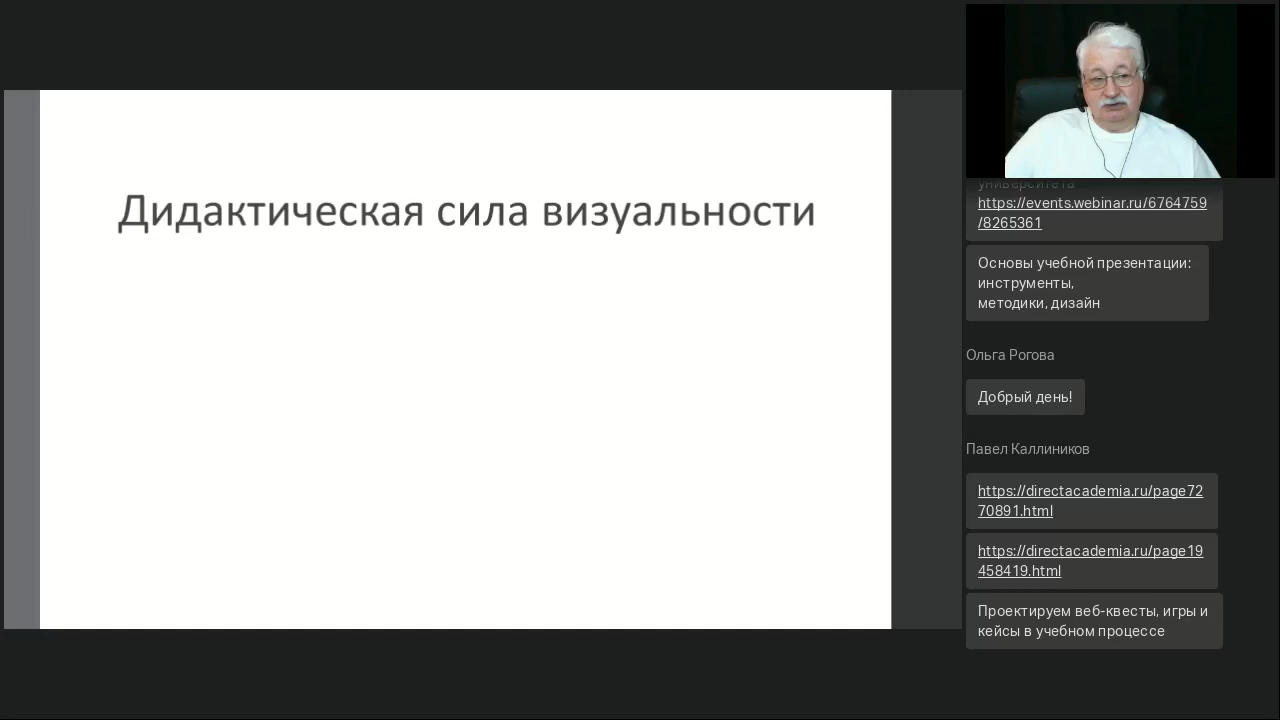 Дидактическая сила визуальности
университета
https://events.webinar.ru/6764759
/8265361
Основы учебной презентации:
инструменты,
методики, дизайн
Ольга Рогова
Добрый день!
Павел Каллиников
https://directacademia.ru/page72
70891.html
https://directacademia.ru/page19
458419.html
Проектируем веб-квесты, игры и
кейсы в учебном процессе